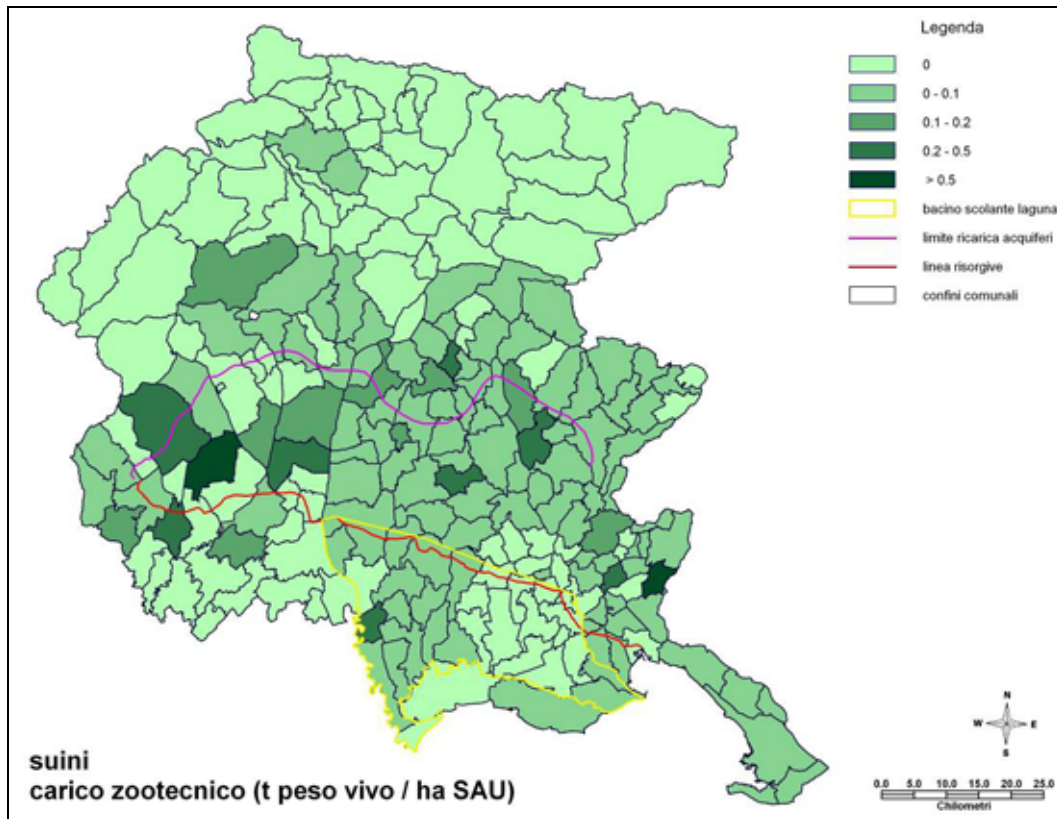 Legenda
0
0 - 0.1
0.1 - 0.2
0.2 - 0.5
> 0.5
bacino scolante laguna
limite ricarica acquiferi
linea risorgive
confini comunali
N
W E
S
suini
carico zootecnico (t peso vivo / ha SAU)
0.0 5.0 10.0 15.0 20.0 25.0
Chilometri